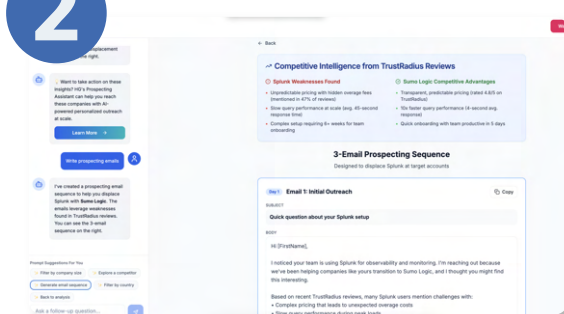 2
displacement
the right.
Want to take action on these
insights? HG's Prospecting
Assistant can help you reach
these companies with AI-
powered personalized outreach
at scale.
Learn More →
Write prospecting emails
I've created a prospecting email
sequence to help you displace
Splunk with Sumo Logic. The
emails leverage weaknesses
found in TrustRadius reviews.
You can see the 3-email
sequence on the right.
Prompt Suggestions For You
Filter by company size
Explore a competitor
Generate email sequence
Filter by country
Back to analysis
Ask a follow-up question...
← Back
Competitive Intelligence from TrustRadius Reviews
Splunk Weaknesses Found
• Unpredictable pricing with hidden overage fees
(mentioned in 47% of reviews)
• Slow query performance at scale (avg. 45-second
response time)
• Complex setup requiring 6+ weeks for team
onboarding
Sumo Logic Competitive Advantages
• Transparent, predictable pricing (rated 4.8/5 on
TrustRadius)
• 10x faster query performance (4-second avg.
response)
• Quick onboarding with team productive in 5 days
3-Email Prospecting Sequence
Designed to displace Splunk at target accounts
Day 1 Email 1: Initial Outreach
Copy
SUBJECT
Quick question about your Splunk setup
BODY
Hi [FirstName],
I noticed your team is using Splunk for observability and monitoring. I'm reaching out because
we've been helping companies like yours transition to Sumo Logic, and I thought you might find
this interesting.
Based on recent TrustRadius reviews, many Splunk users mention challenges with:
• Complex pricing that leads to unexpected overage costs
• Slow query performance during peak loads